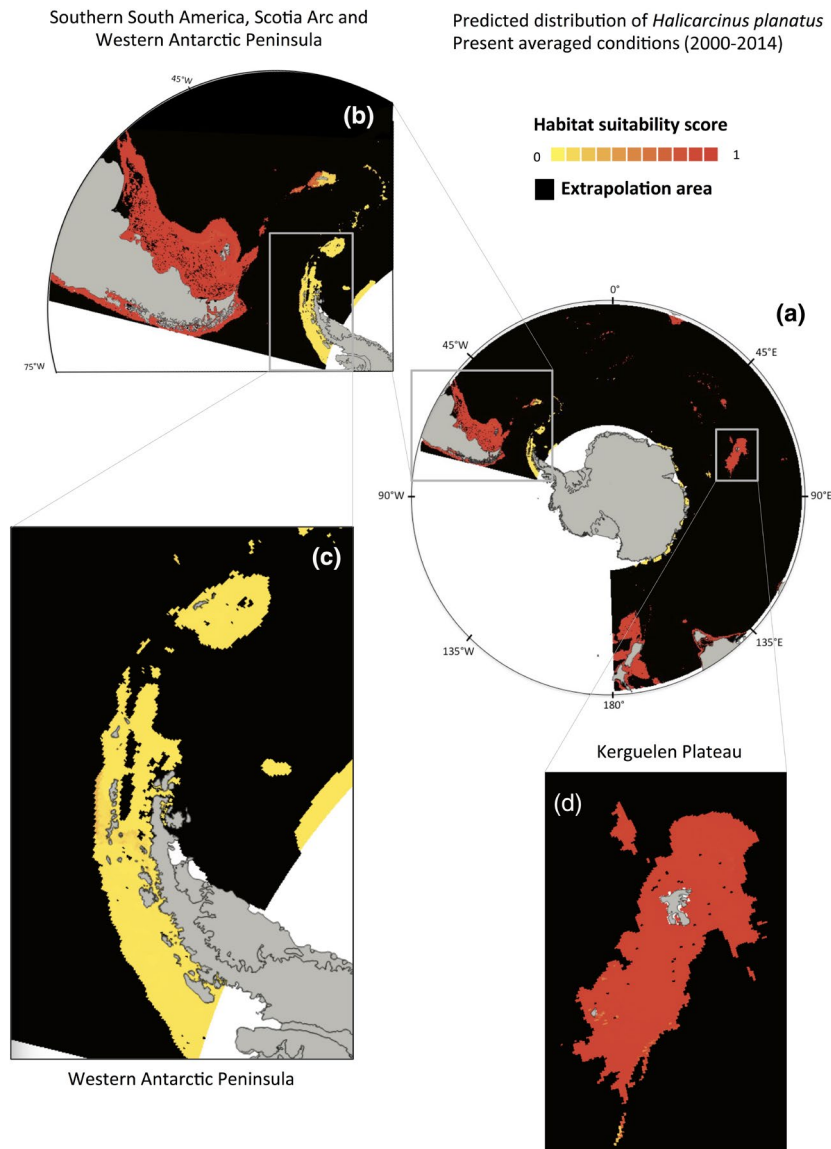 Southern South America, Scotia Arc and
Western Antarctic Peninsula
Predicted distribution of Halicarcinus planatus
Present averaged conditions (2000-2014)
45°W
(b)
75°W
Habitat suitability score
0
1
Extrapolation area
(a)
0°
45°W
45°E
90°W
90°E
135°W
135°E
180°
(c)
Western Antarctic Peninsula
Kerguelen Plateau
(d)